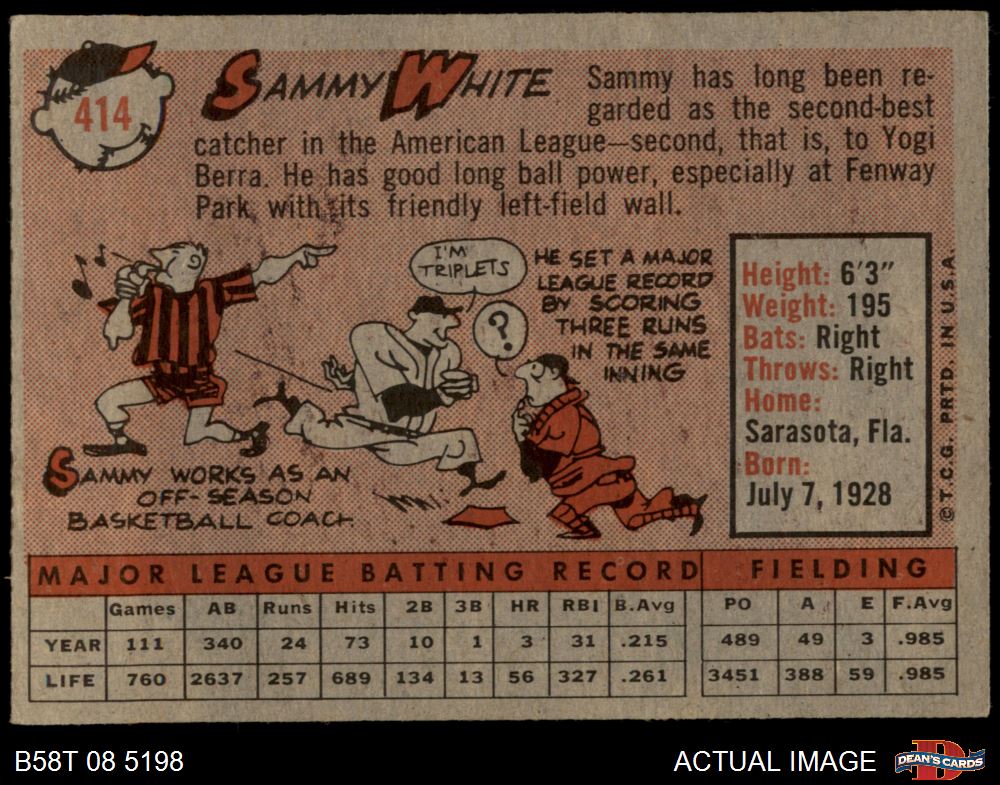 414
SAMMY WHITE
Sammy has long been re-
garded as the second-best
catcher in the American League—second, that is, to Yogi
Berra. He has good long ball power, especially at Fenway
Park, with its friendly left-field wall.
I'M
TRIPLETS
?
HE SET A MAJOR
LEAGUE RECORD
BY SCORING
THREE RUNS
IN THE SAME
INNING
SAMMY WORKS AS AN
OFF-SEASON
BASKETBALL COACH
Height: 6'3"
Weight: 195
Bats: Right
Throws: Right
Home:
Sarasota, Fla.
Born:
July 7, 1928
©T.C.G. PRTD. IN U.S.A.
MAJOR LEAGUE BATTING RECORD FIELDING
Games AB Runs Hits 2B 3B HR RBI B.Avg PO A E F.Avg
YEAR 111 340 24 73 10 1 3 31 .215 489 49 3 .985
LIFE 760 2637 257 689 134 13 56 327 .261 3451 388 59 .985
B58T 08 5198
ACTUAL IMAGE
D
DEAN'S CARDS